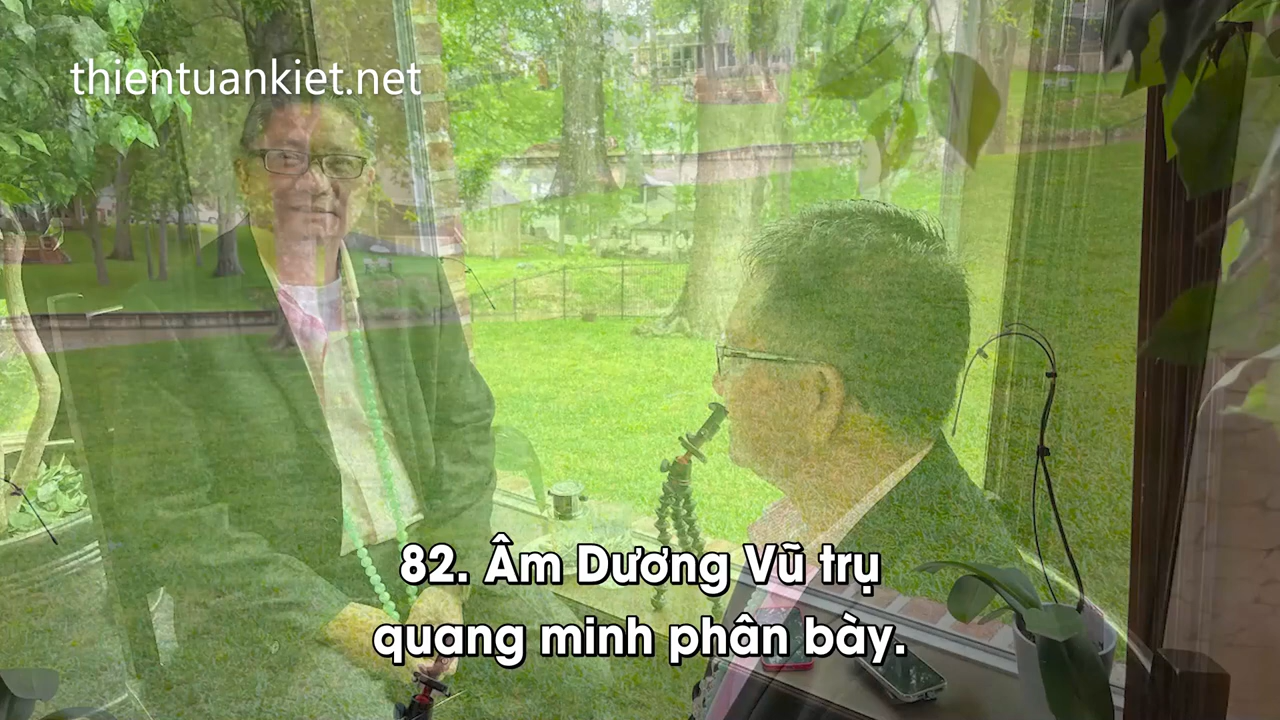 thientuankiet.net
82. Âm Dương Vũ trụ
quang minh phân bày.